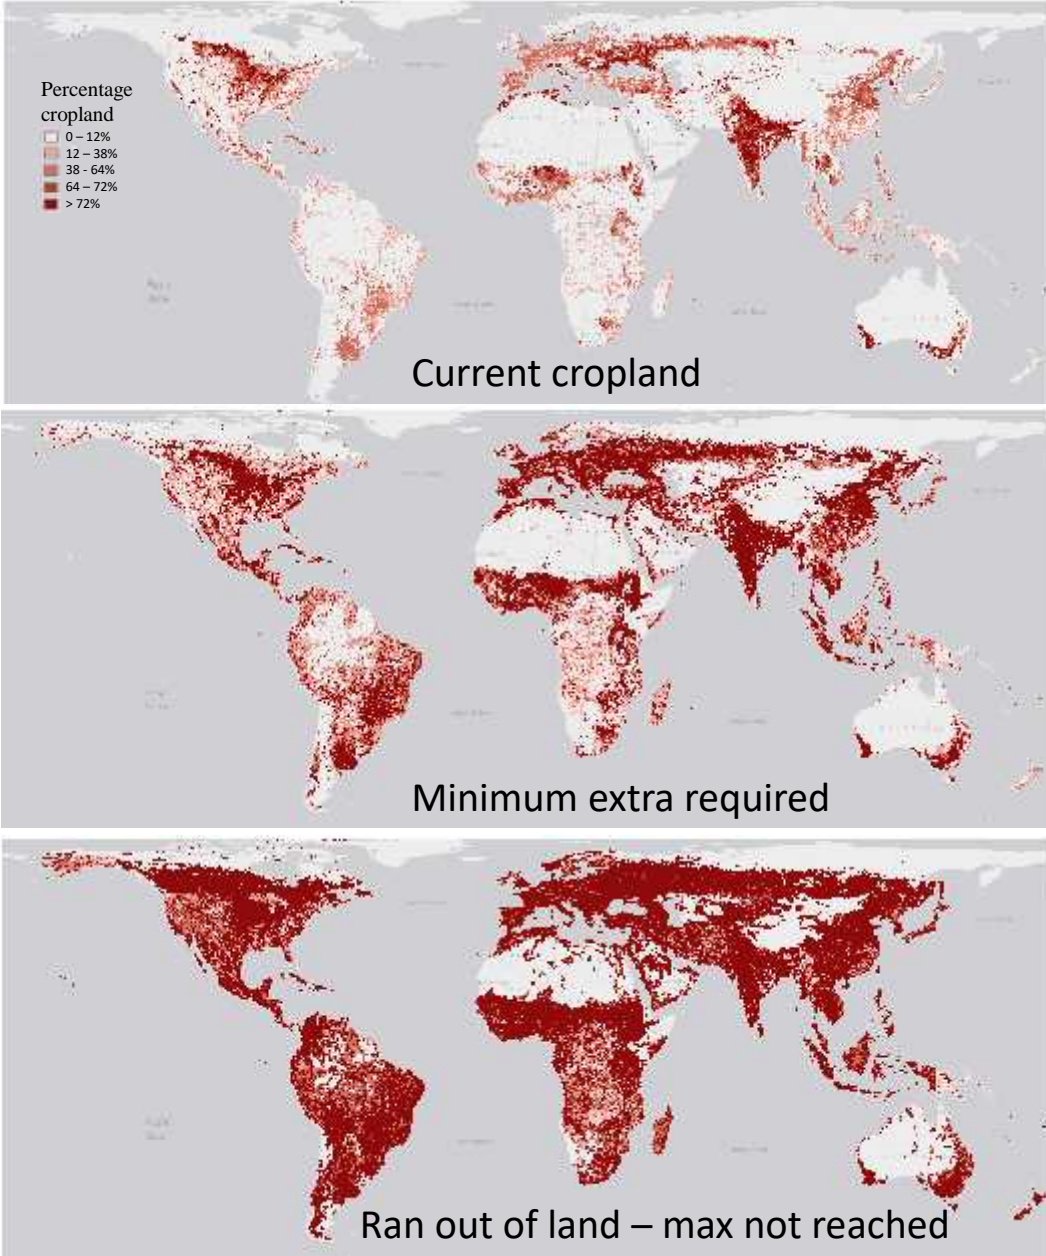 Percentage
cropland
0 – 12%
12 – 38%
38 - 64%
64 – 72%
> 72%
Current cropland
Minimum extra required
Ran out of land – max not reached